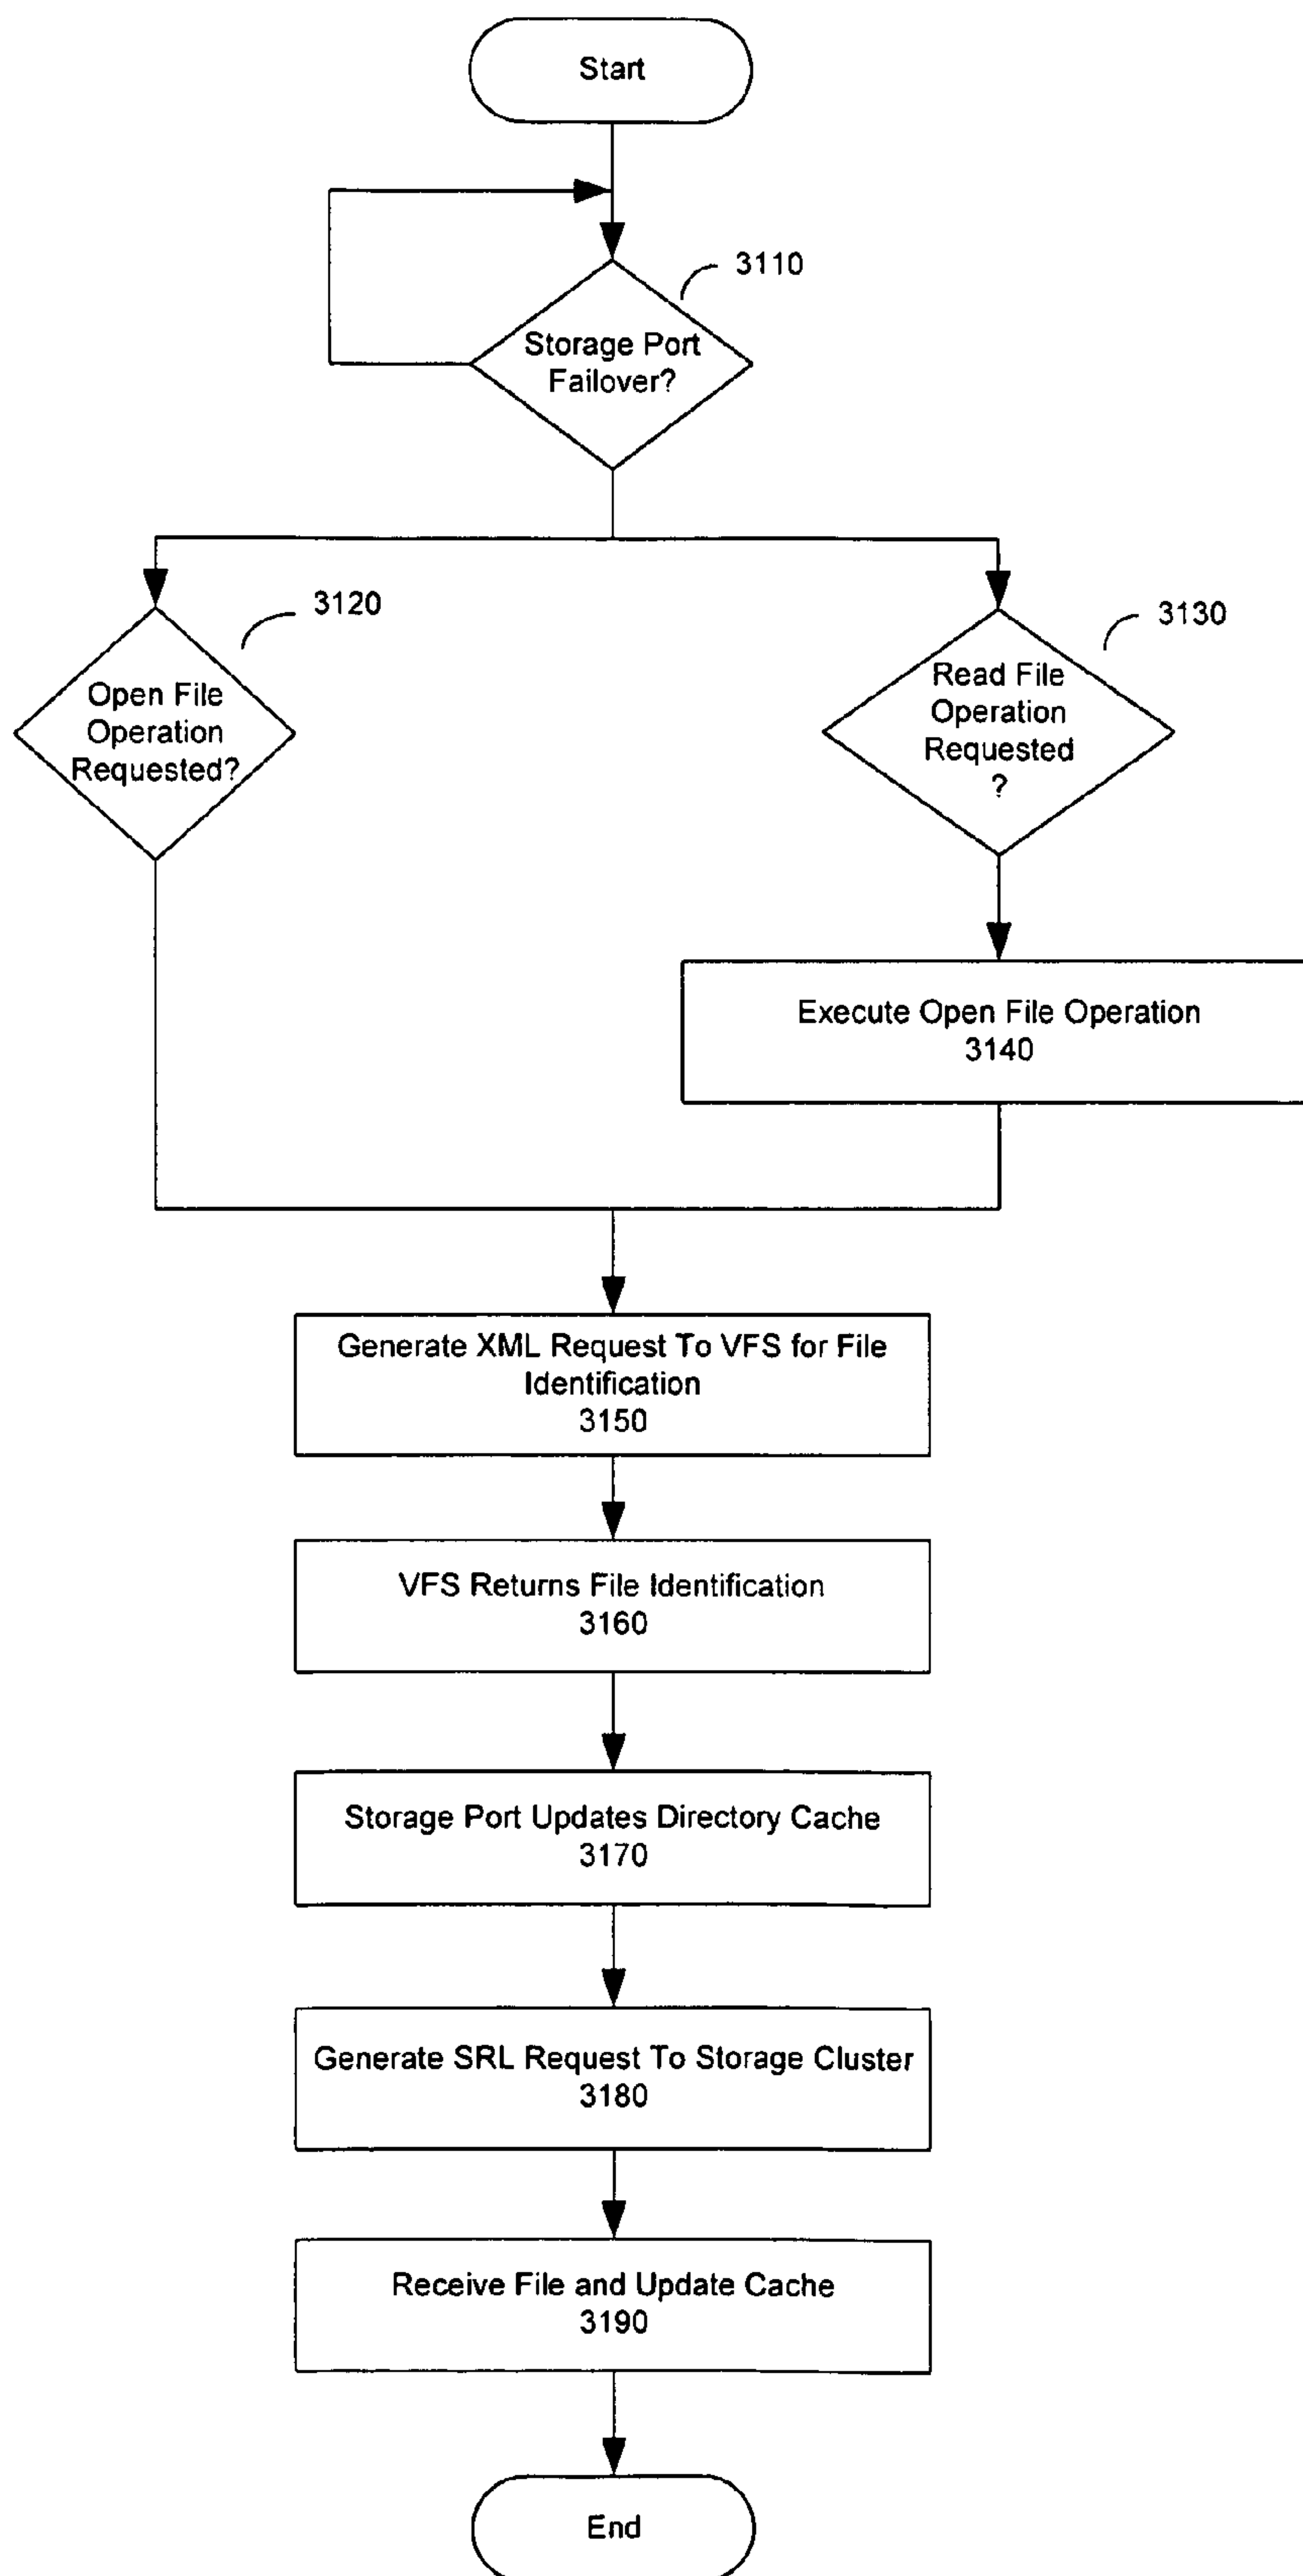 Start
3110
Storage Port
Failover?
3120
3130
Open File
Operation
Requested?
Read File
Operation
Requested
?
Execute Open File Operation
3140
Generate XML Request To VFS for File
Identification
3150
VFS Returns File Identification
3160
Storage Port Updates Directory Cache
3170
Generate SRL Request To Storage Cluster
3180
Receive File and Update Cache
3190
End